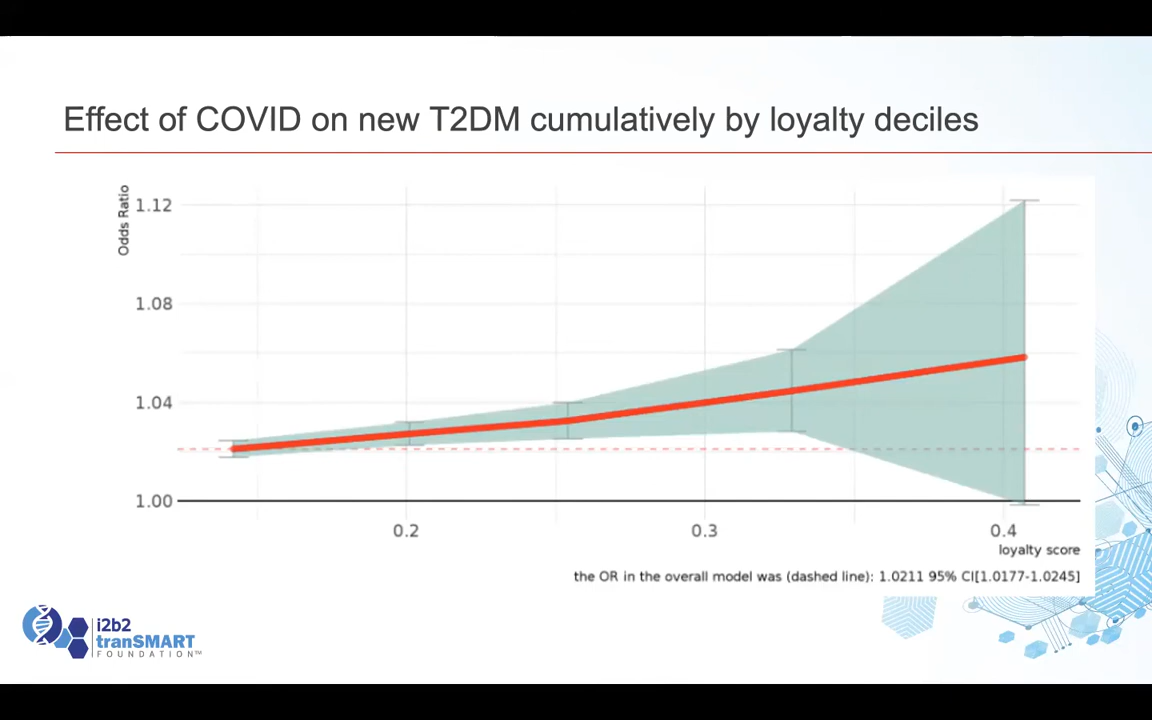 Effect of COVID on new T2DM cumulatively by loyalty deciles
Odds Ratio
1.12
1.08
1.04
1.00
0.2 0.3 0.4
loyalty score
the OR in the overall model was (dashed line): 1.0211 95% CI[1.0177-1.0245]
i2b2
tranSMART
FOUNDATION™